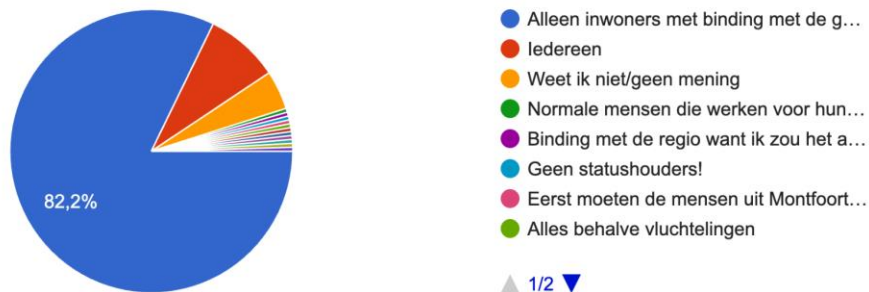 Alleen inwoners met binding met de g…
Iedereen
Weet ik niet/geen mening
Normale mensen die werken voor hun…
Binding met de regio want ik zou het a…
Geen statushouders!
Eerst moeten de mensen uit Montfoort…
Alles behalve vluchtelingen
82,2%
1/2